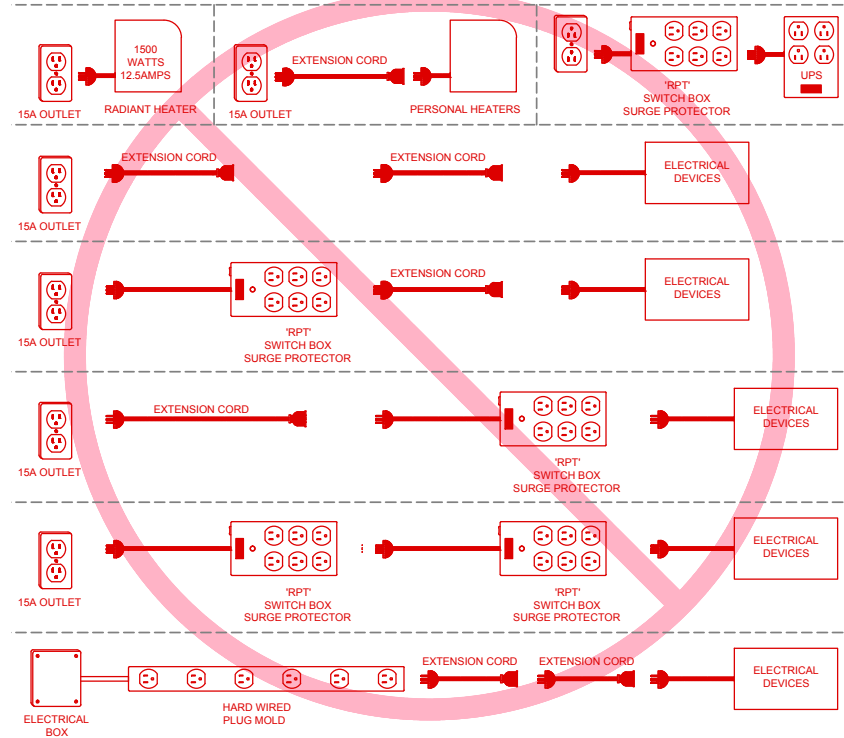 1500
WATTS
12.5AMPS
15A OUTLET
RADIANT HEATER
EXTENSION CORD
15A OUTLET
PERSONAL HEATERS
'RPT'
SWITCH BOX
SURGE PROTECTOR
UPS
EXTENSION CORD
EXTENSION CORD
ELECTRICAL
DEVICES
15A OUTLET
EXTENSION CORD
ELECTRICAL
DEVICES
15A OUTLET
'RPT'
SWITCH BOX
SURGE PROTECTOR
EXTENSION CORD
ELECTRICAL
DEVICES
15A OUTLET
'RPT'
SWITCH BOX
SURGE PROTECTOR
ELECTRICAL
DEVICES
15A OUTLET
'RPT'
SWITCH BOX
SURGE PROTECTOR
'RPT'
SWITCH BOX
SURGE PROTECTOR
EXTENSION CORD
EXTENSION CORD
ELECTRICAL
DEVICES
ELECTRICAL
BOX
HARD WIRED
PLUG MOLD